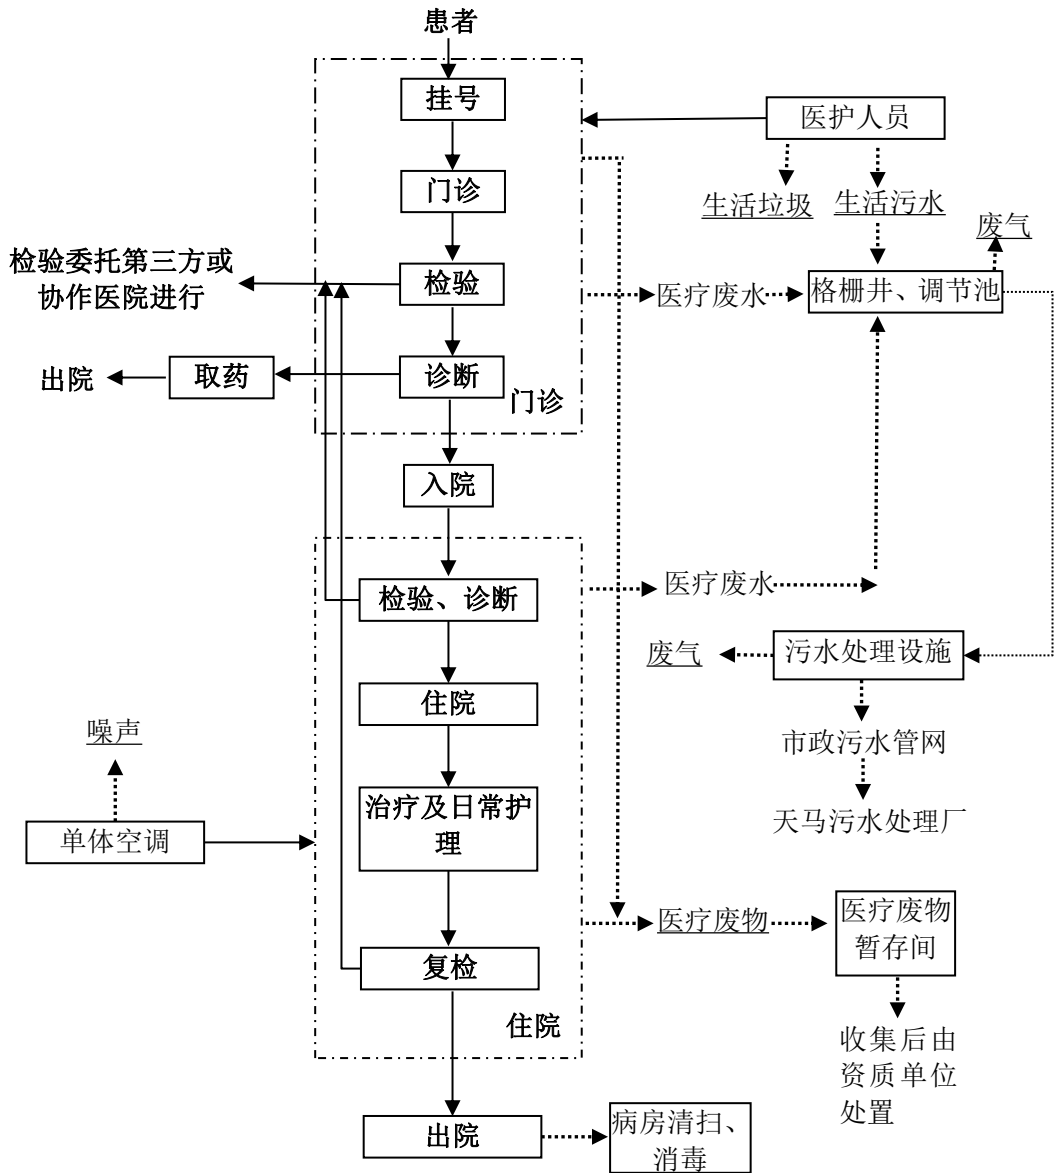 患者
挂号
医护人员
门诊
生活垃圾
生活污水
废气
检验委托第三方或
协作医院进行
检验
医疗废水
格栅井、调节池
出院
取药
诊断
门诊
入院
医疗废水
检验、诊断
废气
污水处理设施
住院
噪声
市政污水管网
治疗及日常护
理
单体空调
天马污水处理厂
医疗废物
医疗废物
暂存间
复检
住院
收集后由
资质单位
处置
出院
病房清扫、
消毒